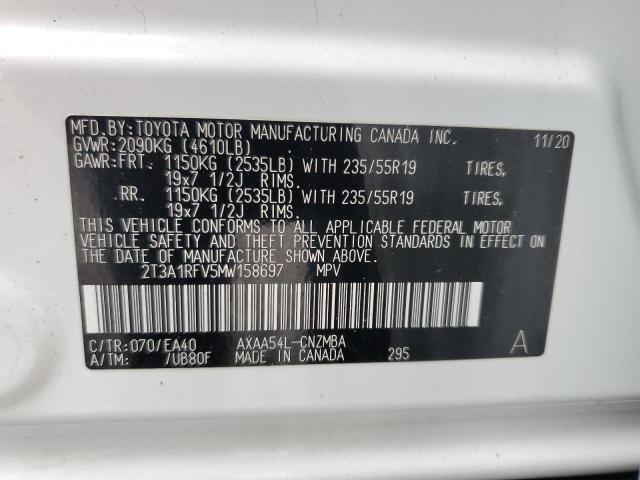 MFD.BY:TOYOTA MOTOR MANUFACTURING CANADA INC. 11/20
GVWR:2090KG (4610LB)
GAWR:FRT. 1150KG (2535LB) WITH 235/55R19 TIRES,
19x7 1/2J RIMS.
RR. 1150KG (2535LB) WITH 235/55R19 TIRES,
19x7 1/2J RIMS.
THIS VEHICLE CONFORMS TO ALL APPLICABLE FEDERAL MOTOR
VEHICLE SAFETY AND THEFT PREVENTION STANDARDS IN EFFECT ON
THE DATE OF MANUFACTURE SHOWN ABOVE.
2T3A1RFV5MW158697 MPV
C/TR:070/EA40 AXAA54L-CNZMBA A
A/TM: /UB80F MADE IN CANADA 295